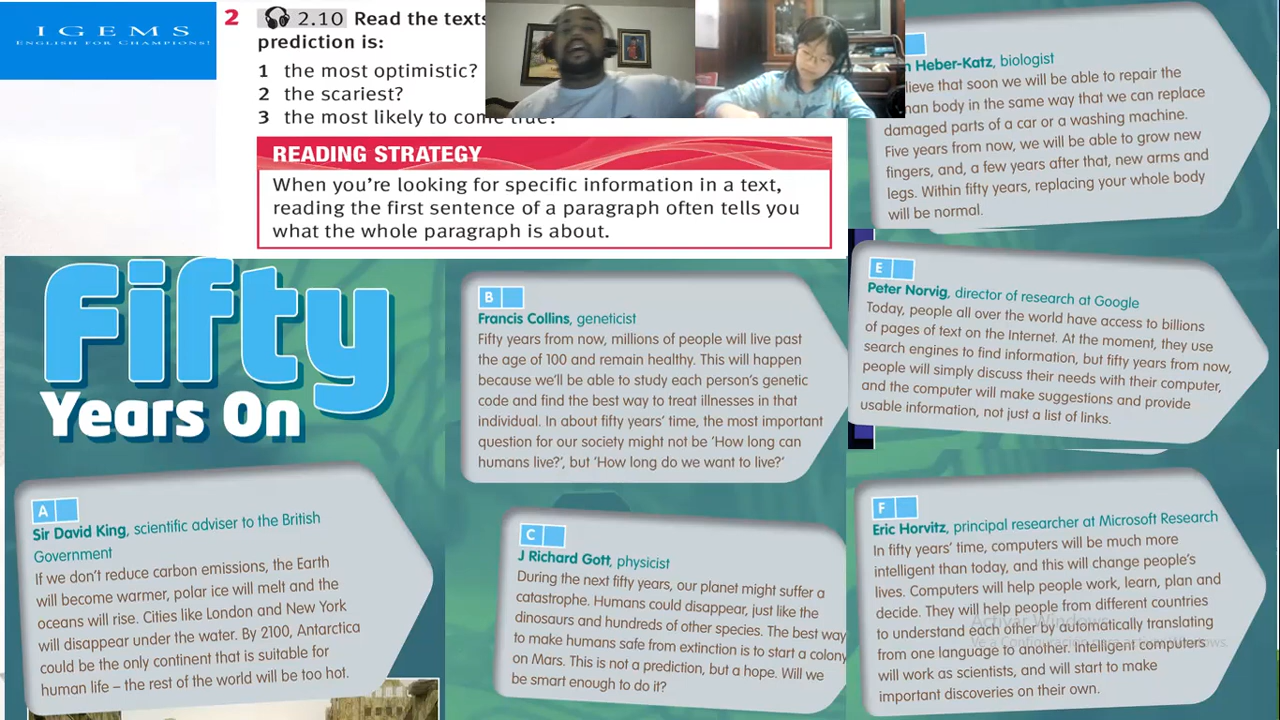 IGEMS
ENGLISH FOR CHAMPIONS!
2 2.10 Read the texts
prediction is:
1 the most optimistic?
2 the scariest?
3 the most likely to come true?
READING STRATEGY
When you're looking for specific information in a text,
reading the first sentence of a paragraph often tells you
what the whole paragraph is about.
Fifty
Years On
A
Sir David King, scientific adviser to the British
Government
If we don't reduce carbon emissions, the Earth
will become warmer, polar ice will melt and the
oceans will rise. Cities like London and New York
will disappear under the water. By 2100, Antarctica
could be the only continent that is suitable for
human life – the rest of the world will be too hot.
B
Francis Collins, geneticist
Fifty years from now, millions of people will live past
the age of 100 and remain healthy. This will happen
because we'll be able to study each person's genetic
code and find the best way to treat illnesses in that
individual. In about fifty years' time, the most important
question for our society might not be 'How long can
humans live?', but 'How long do we want to live?'
C
J Richard Gott, physicist
During the next fifty years, our planet might suffer a
catastrophe. Humans could disappear, just like the
dinosaurs and hundreds of other species. The best way
to make humans safe from extinction is to start a colony
on Mars. This is not a prediction, but a hope. Will we
be smart enough to do it?
Heber-Katz, biologist
lieve that soon we will be able to repair the
man body in the same way that we can replace
damaged parts of a car or a washing machine.
Five years from now, we will be able to grow new
fingers, and, a few years after that, new arms and
legs. Within fifty years, replacing your whole body
will be normal.
E
Peter Norvig, director of research at Google
Today, people all over the world have access to billions
of pages of text on the Internet. At the moment, they use
search engines to find information, but fifty years from now,
people will simply discuss their needs with their computer,
and the computer will make suggestions and provide
usable information, not just a list of links.
F
Eric Horvitz, principal researcher at Microsoft Research
In fifty years' time, computers will be much more
intelligent than today, and this will change people's
lives. Computers will help people work, learn, plan and
decide. They will help people from different countries
to understand each other by automatically translating
from one language to another. Intelligent computers
will work as scientists, and will start to make
important discoveries on their own.
Activar Windows
Ve a Configuración para activar Windows.